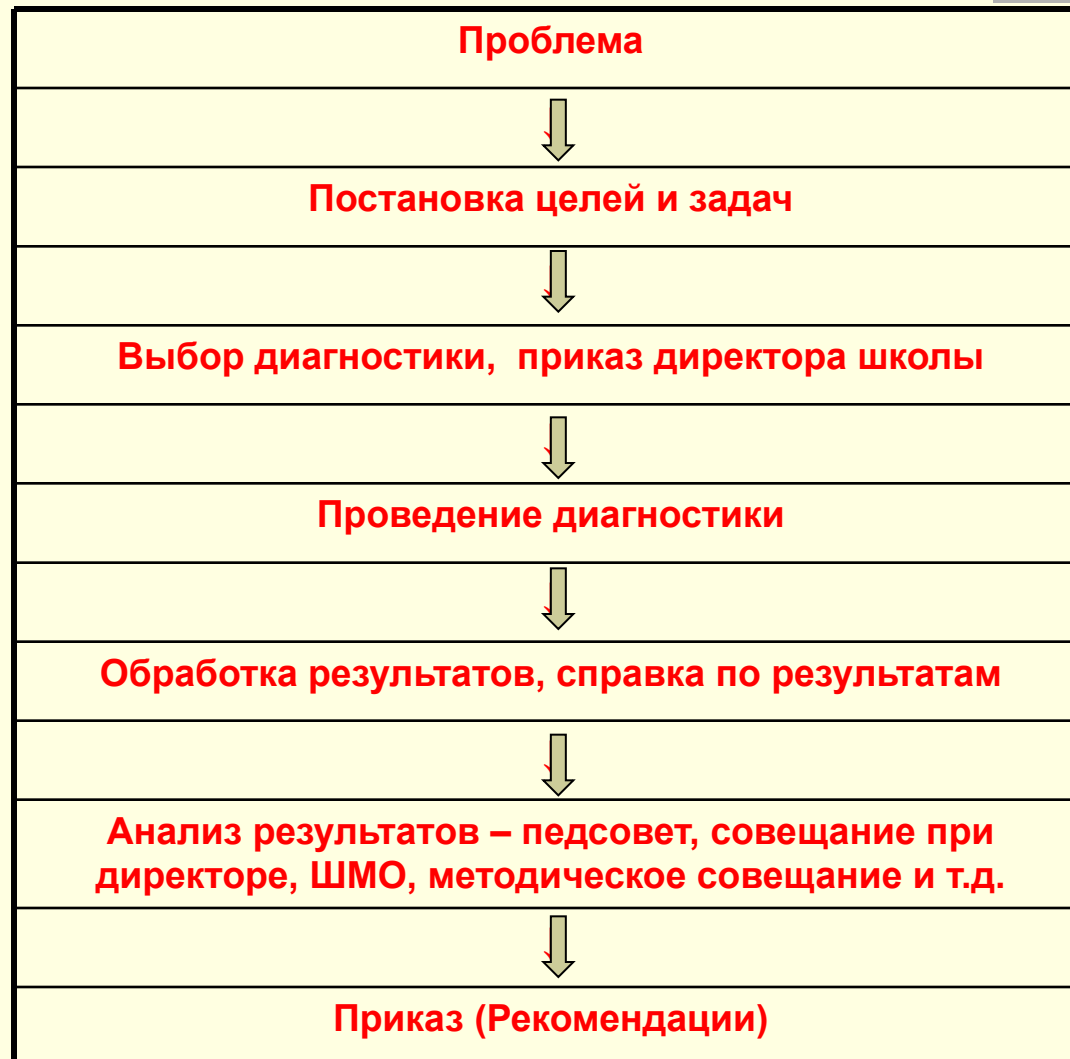 Проблема
Постановка целей и задач
Выбор диагностики, приказ директора школы
Проведение диагностики
Обработка результатов, справка по результатам
Анализ результатов – педсовет, совещание при
директоре, ШМО, методическое совещание и т.д.
Приказ (Рекомендации)